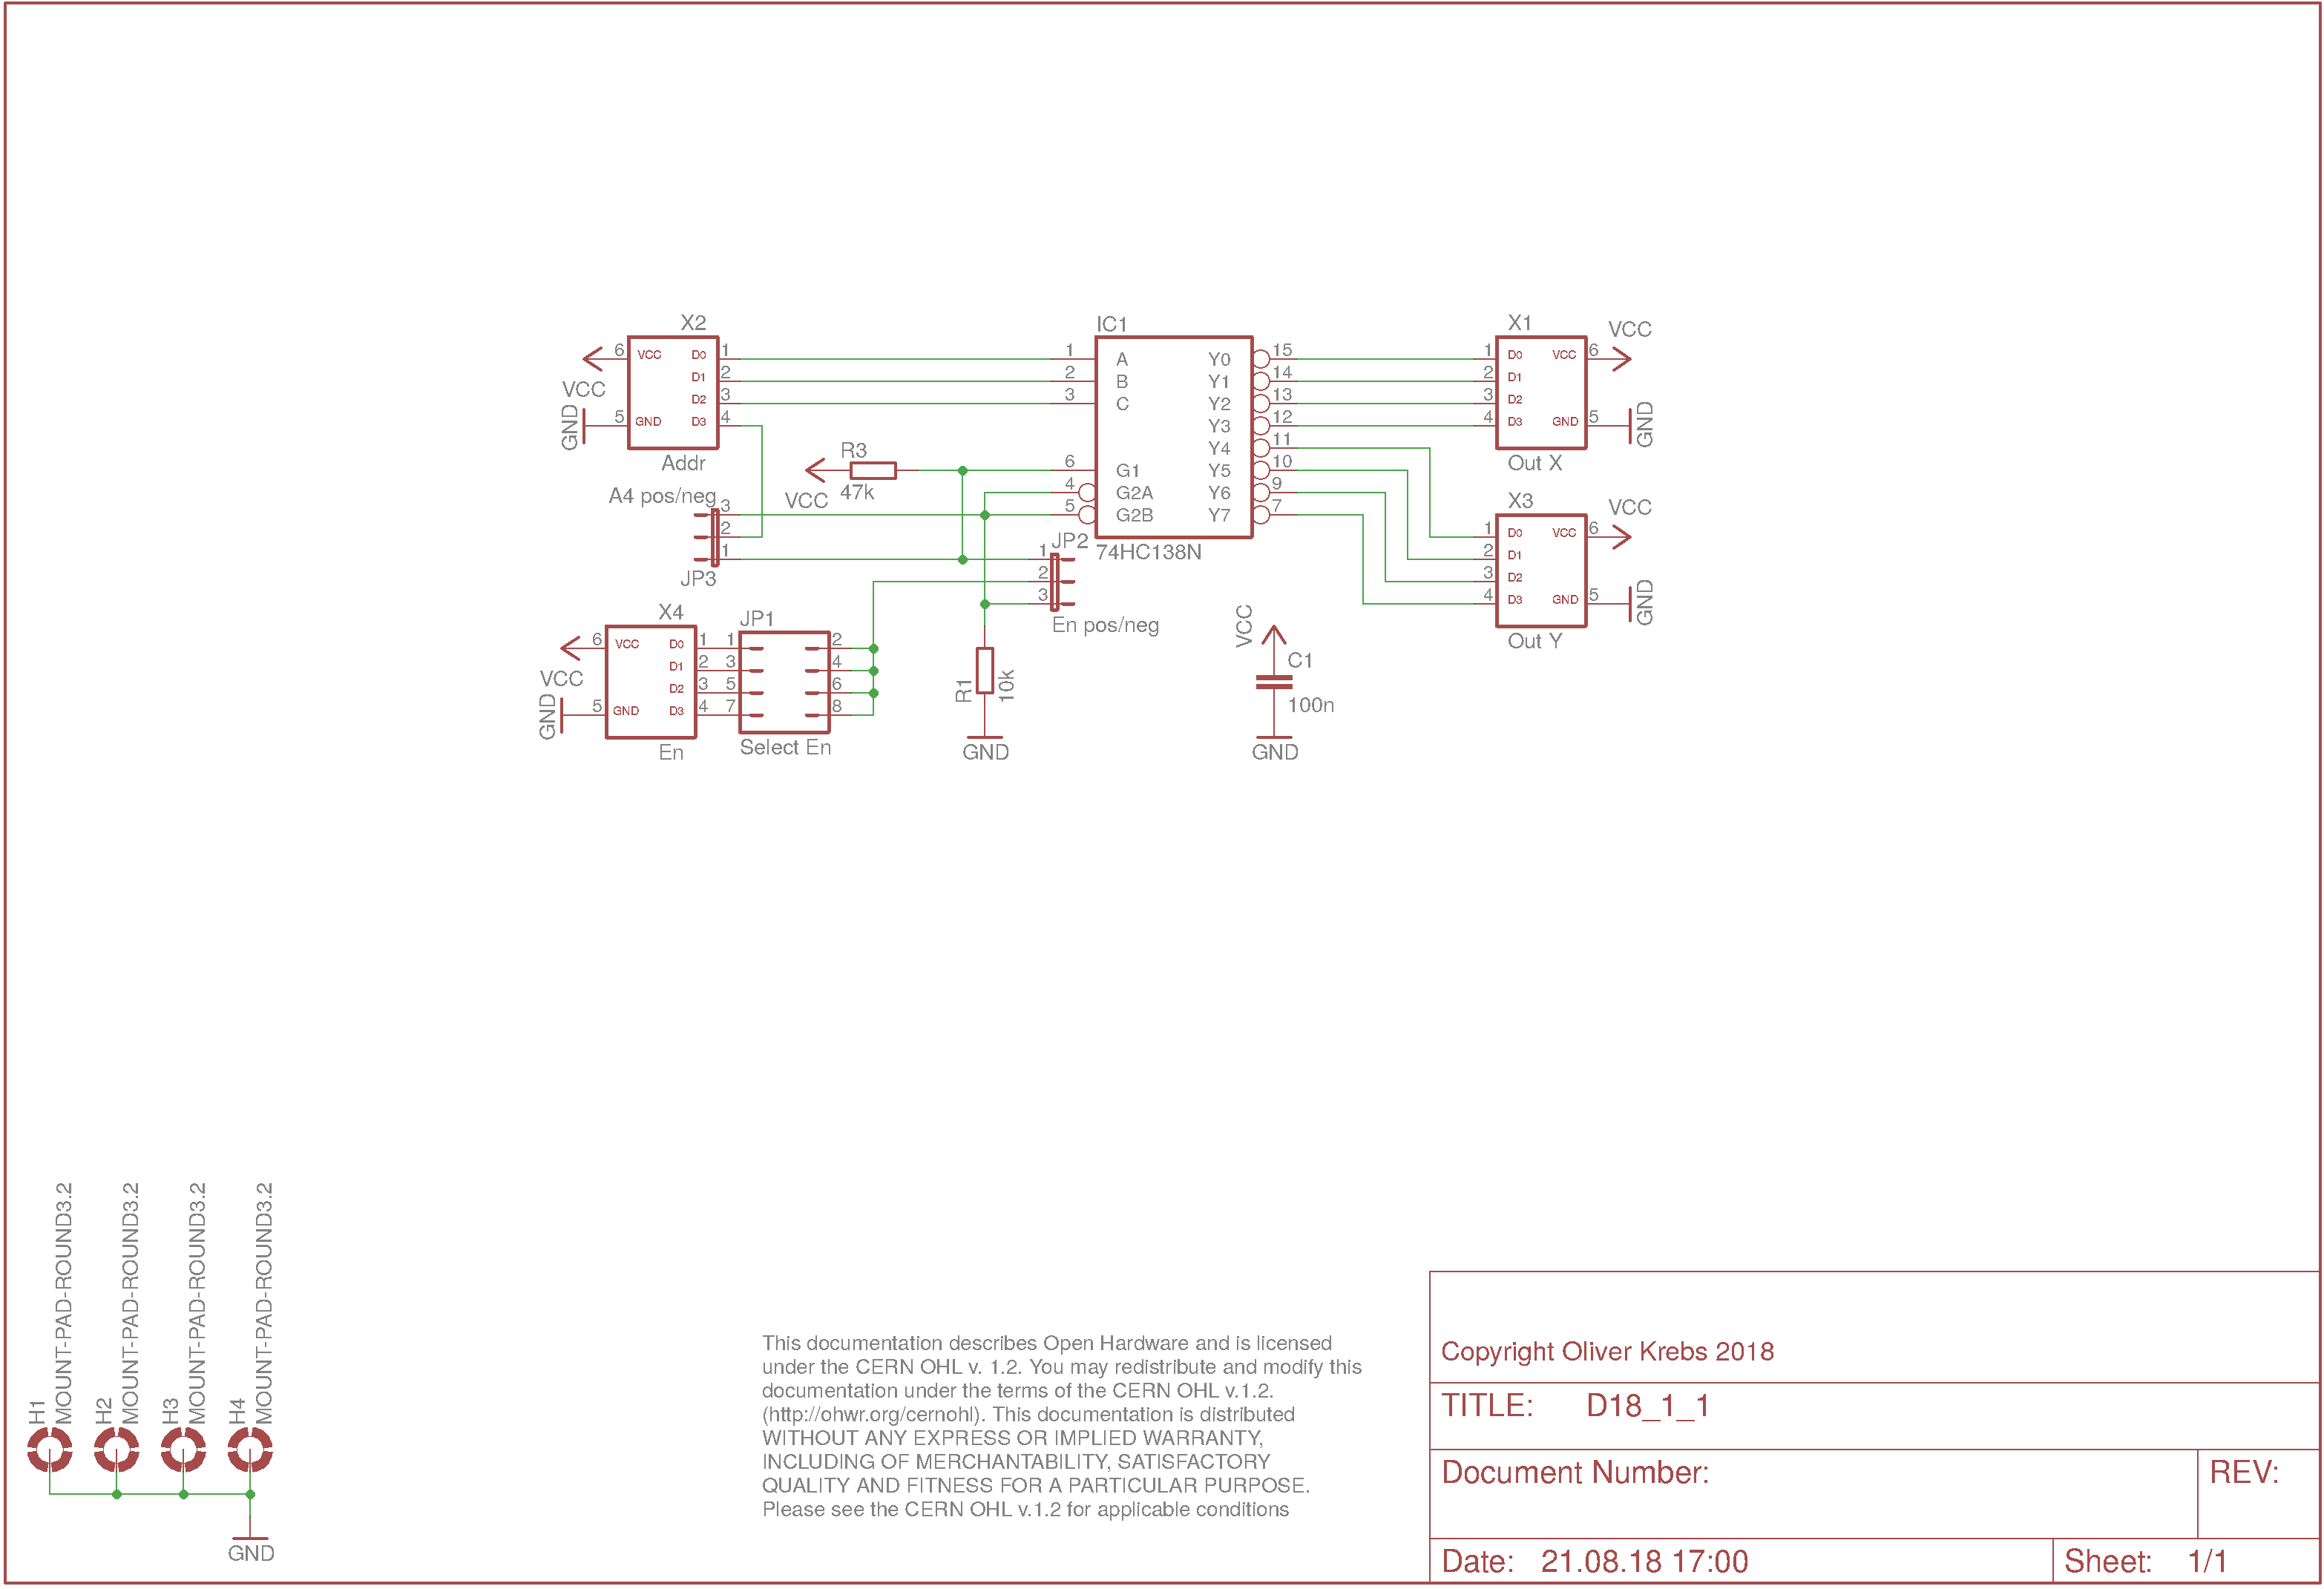 X2
IC1
X1
VCC
6 VCC D0 1
D1 2
D2 3
5 GND D3 4
VCC
GND
Addr
1 A Y0 15
2 B Y1 14
3 C Y2 13
Y3 12
Y4 11
6 G1 Y5 10
4 G2A Y6 9
5 G2B Y7 7
74HC138N
1 D0 VCC 6
2 D1
3 D2
4 D3 GND 5
GND
Out X
R3
47k
VCC
A4 pos/neg
3
2
1
JP3
X3
VCC
1 D0 VCC 6
2 D1
3 D2
4 D3 GND 5
GND
Out Y
JP2
1
2
3
En pos/neg
X4
6 VCC D0 1
D1 2
D2 3
5 GND D3 4
VCC
GND
En
JP1
1 2
3 4
5 6
7 8
Select En
R1
10k
GND
VCC
C1
100n
GND
H1
MOUNT-PAD-ROUND3.2
H2
MOUNT-PAD-ROUND3.2
H3
MOUNT-PAD-ROUND3.2
H4
MOUNT-PAD-ROUND3.2
GND
This documentation describes Open Hardware and is licensed
under the CERN OHL v. 1.2. You may redistribute and modify this
documentation under the terms of the CERN OHL v.1.2.
(http://ohwr.org/cernohl). This documentation is distributed
WITHOUT ANY EXPRESS OR IMPLIED WARRANTY,
INCLUDING OF MERCHANTABILITY, SATISFACTORY
QUALITY AND FITNESS FOR A PARTICULAR PURPOSE.
Please see the CERN OHL v.1.2 for applicable conditions
Copyright Oliver Krebs 2018
TITLE: D18_1_1
Document Number:
REV:
Date: 21.08.18 17:00
Sheet: 1/1